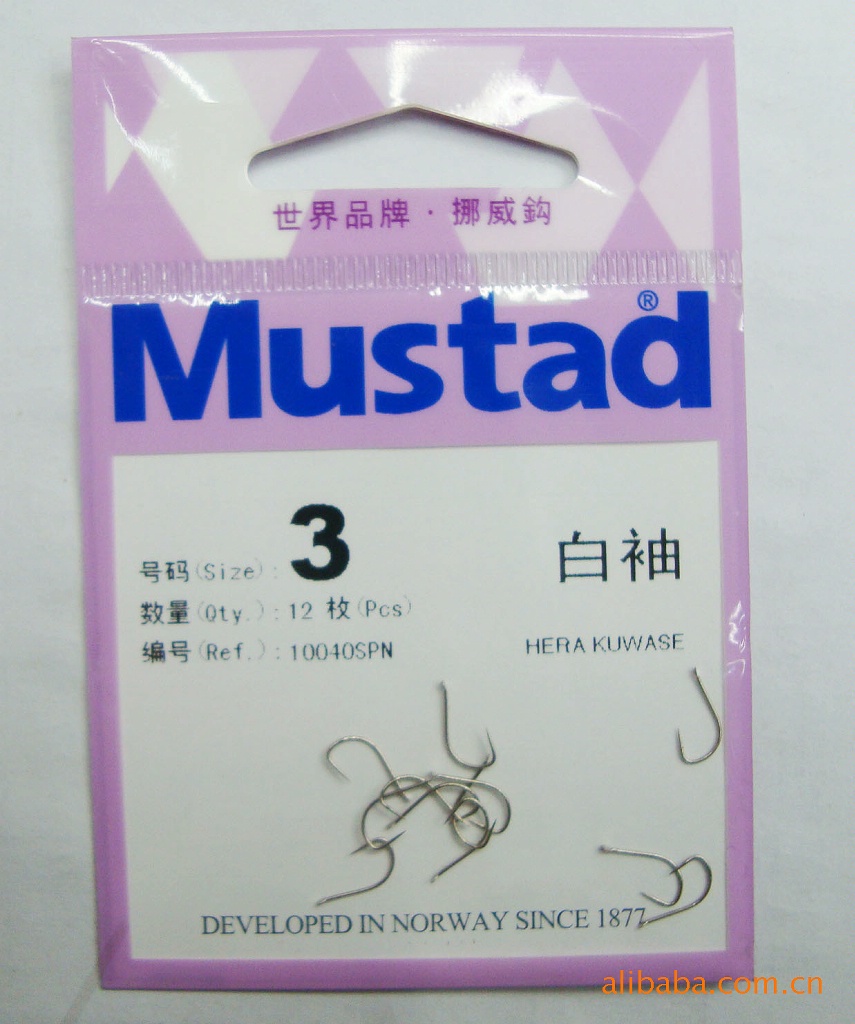 世界品牌·挪威鈎
Mustad®
号码(Size): 3
数量(Qty.): 12 枚(Pcs)
编号(Ref.): 10040SPN
白袖
HERA KUWASE
DEVELOPED IN NORWAY SINCE 1877
alibaba.com.cn